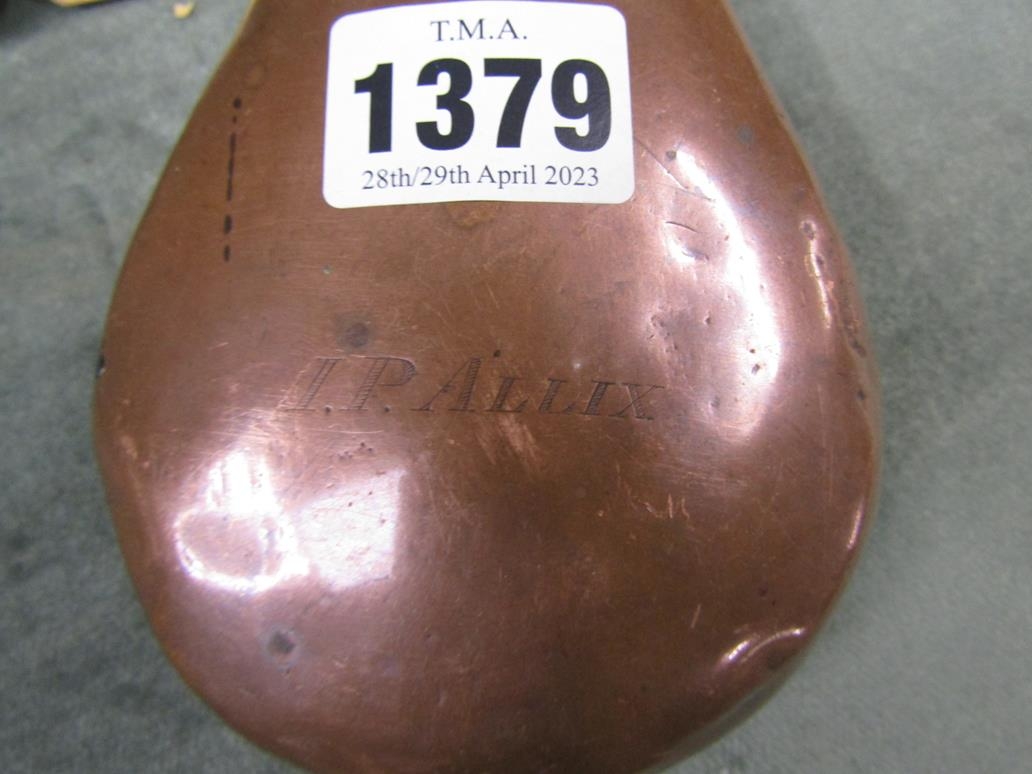 T.M.A.
1379
28th/29th April 2023
I.P. ALLIX